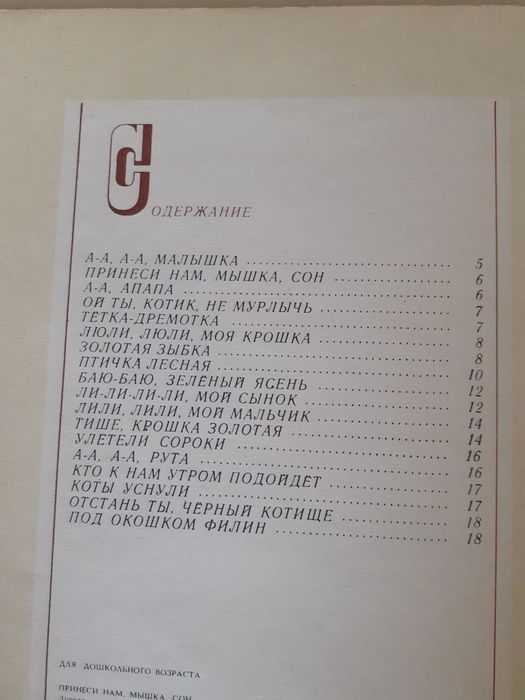 СОДЕРЖАНИЕ
А-А, А-А, МАЛЫШКА 5
ПРИНЕСИ НАМ, МЫШКА, СОН 6
А-А, АПАПА 6
ОЙ ТЫ, КОТИК, НЕ МУРЛЫЧЬ 7
ТЕТКА-ДРЕМОТКА 7
ЛЮЛИ, ЛЮЛИ, МОЯ КРОШКА 8
ЗОЛОТАЯ ЗЫБКА 8
ПТИЧКА ЛЕСНАЯ 10
БАЮ-БАЮ, ЗЕЛЕНЫЙ ЯСЕНЬ 12
ЛИ-ЛИ-ЛИ-ЛИ, МОЙ СЫНОК 12
ЛИЛИ, ЛИЛИ, МОЙ МАЛЬЧИК 14
ТИШЕ, КРОШКА ЗОЛОТАЯ 14
УЛЕТЕЛИ СОРОКИ 16
А-А, А-А, РУТА 16
КТО К НАМ УТРОМ ПОДОЙДЕТ 17
КОТЫ УСНУЛИ 17
ОТСТАНЬ ТЫ, ЧЕРНЫЙ КОТИЩЕ 18
ПОД ОКОШКОМ ФИЛИН 18
ДЛЯ ДОШКОЛЬНОГО ВОЗРАСТА
ПРИНЕСИ НАМ, МЫШКА, СОН